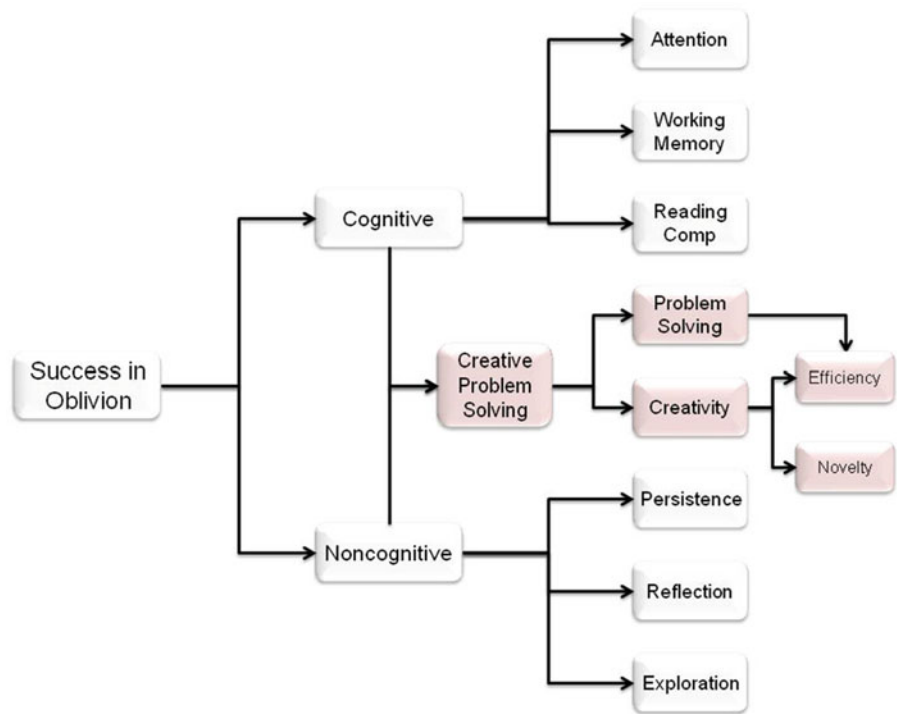 Attention
Working
Memory
Reading
Comp
Cognitive
Problem
Solving
Creative
Problem
Solving
Efficiency
Success in
Oblivion
Creativity
Novelty
Persistence
Noncognitive
Reflection
Exploration